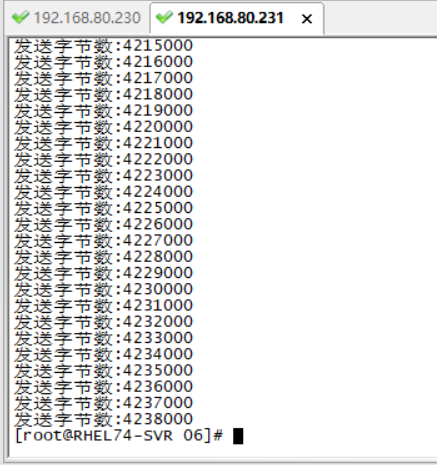 192.168.80.230
192.168.80.231
发送字节数:4215000
发送字节数:4216000
发送字节数:4217000
发送字节数:4218000
发送字节数:4219000
发送字节数:4220000
发送字节数:4221000
发送字节数:4222000
发送字节数:4223000
发送字节数:4224000
发送字节数:4225000
发送字节数:4226000
发送字节数:4227000
发送字节数:4228000
发送字节数:4229000
发送字节数:4230000
发送字节数:4231000
发送字节数:4232000
发送字节数:4233000
发送字节数:4234000
发送字节数:4235000
发送字节数:4236000
发送字节数:4237000
发送字节数:4238000
[root@RHEL74-SVR 06]#